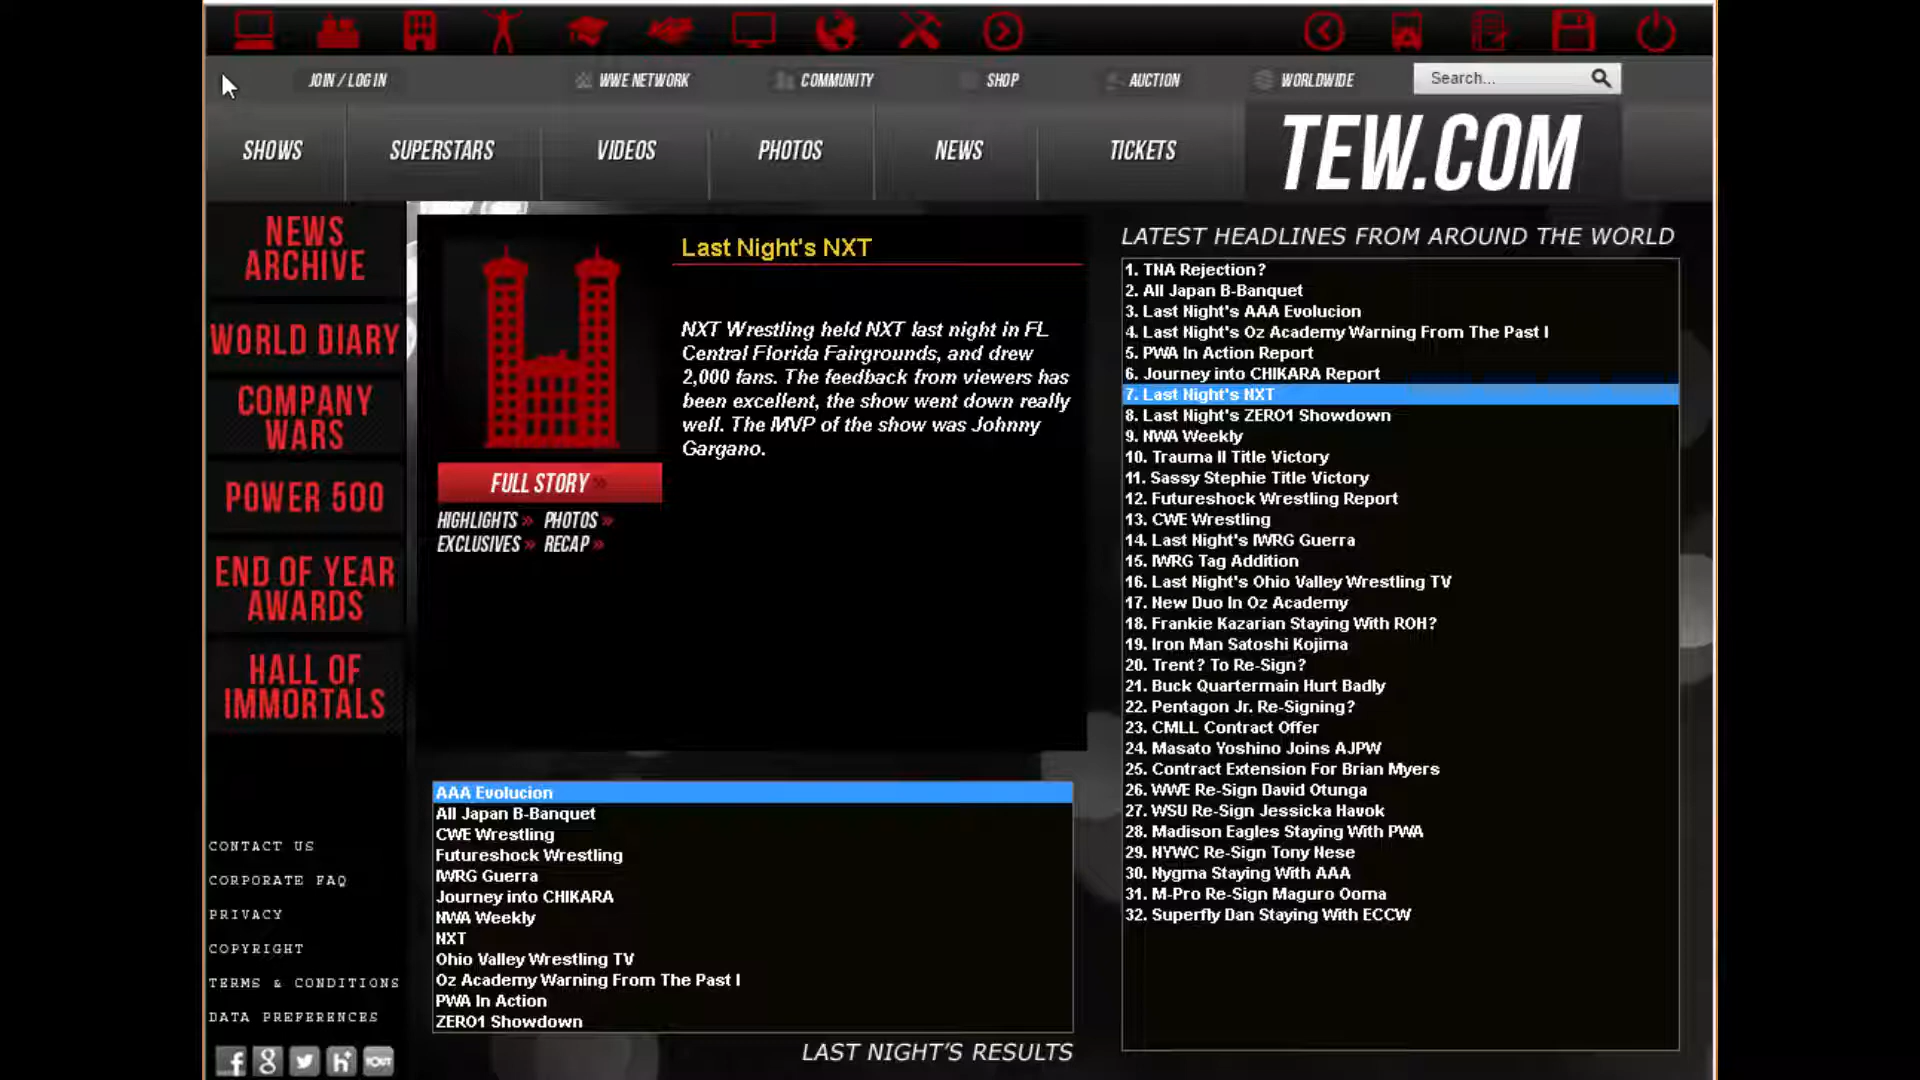 JOIN / LOG IN
WWE NETWORK
COMMUNITY
SHOP
AUCTION
WORLDWIDE
Search...
SHOWS
SUPERSTARS
VIDEOS
PHOTOS
NEWS
TICKETS
TEW.COM
NEWS
ARCHIVE
WORLD DIARY
COMPANY
WARS
POWER 500
END OF YEAR
AWARDS
HALL OF
IMMORTALS
CONTACT US
CORPORATE FAQ
PRIVACY
COPYRIGHT
TERMS & CONDITIONS
DATA PREFERENCES
Last Night's NXT
NXT Wrestling held NXT last night in FL
Central Florida Fairgrounds, and drew
2,000 fans. The feedback from viewers has
been excellent, the show went down really
well. The MVP of the show was Johnny
Gargano.
FULL STORY »
HIGHLIGHTS » PHOTOS »
EXCLUSIVES » RECAP »
AAA Evolucion
All Japan B-Banquet
CWE Wrestling
Futureshock Wrestling
IWRG Guerra
Journey into CHIKARA
NWA Weekly
NXT
Ohio Valley Wrestling TV
Oz Academy Warning From The Past I
PWA In Action
ZERO1 Showdown
LAST NIGHT'S RESULTS
LATEST HEADLINES FROM AROUND THE WORLD
1. TNA Rejection?
2. All Japan B-Banquet
3. Last Night's AAA Evolucion
4. Last Night's Oz Academy Warning From The Past I
5. PWA In Action Report
6. Journey into CHIKARA Report
7. Last Night's NXT
8. Last Night's ZERO1 Showdown
9. NWA Weekly
10. Trauma II Title Victory
11. Sassy Stephie Title Victory
12. Futureshock Wrestling Report
13. CWE Wrestling
14. Last Night's IWRG Guerra
15. IWRG Tag Addition
16. Last Night's Ohio Valley Wrestling TV
17. New Duo In Oz Academy
18. Frankie Kazarian Staying With ROH?
19. Iron Man Satoshi Kojima
20. Trent? To Re-Sign?
21. Buck Quartermain Hurt Badly
22. Pentagon Jr. Re-Signing?
23. CMLL Contract Offer
24. Masato Yoshino Joins AJPW
25. Contract Extension For Brian Myers
26. WWE Re-Sign David Otunga
27. WSU Re-Sign Jessicka Havok
28. Madison Eagles Staying With PWA
29. NYWC Re-Sign Tony Nese
30. Nygma Staying With AAA
31. M-Pro Re-Sign Maguro Ooma
32. Superfly Dan Staying With ECCW